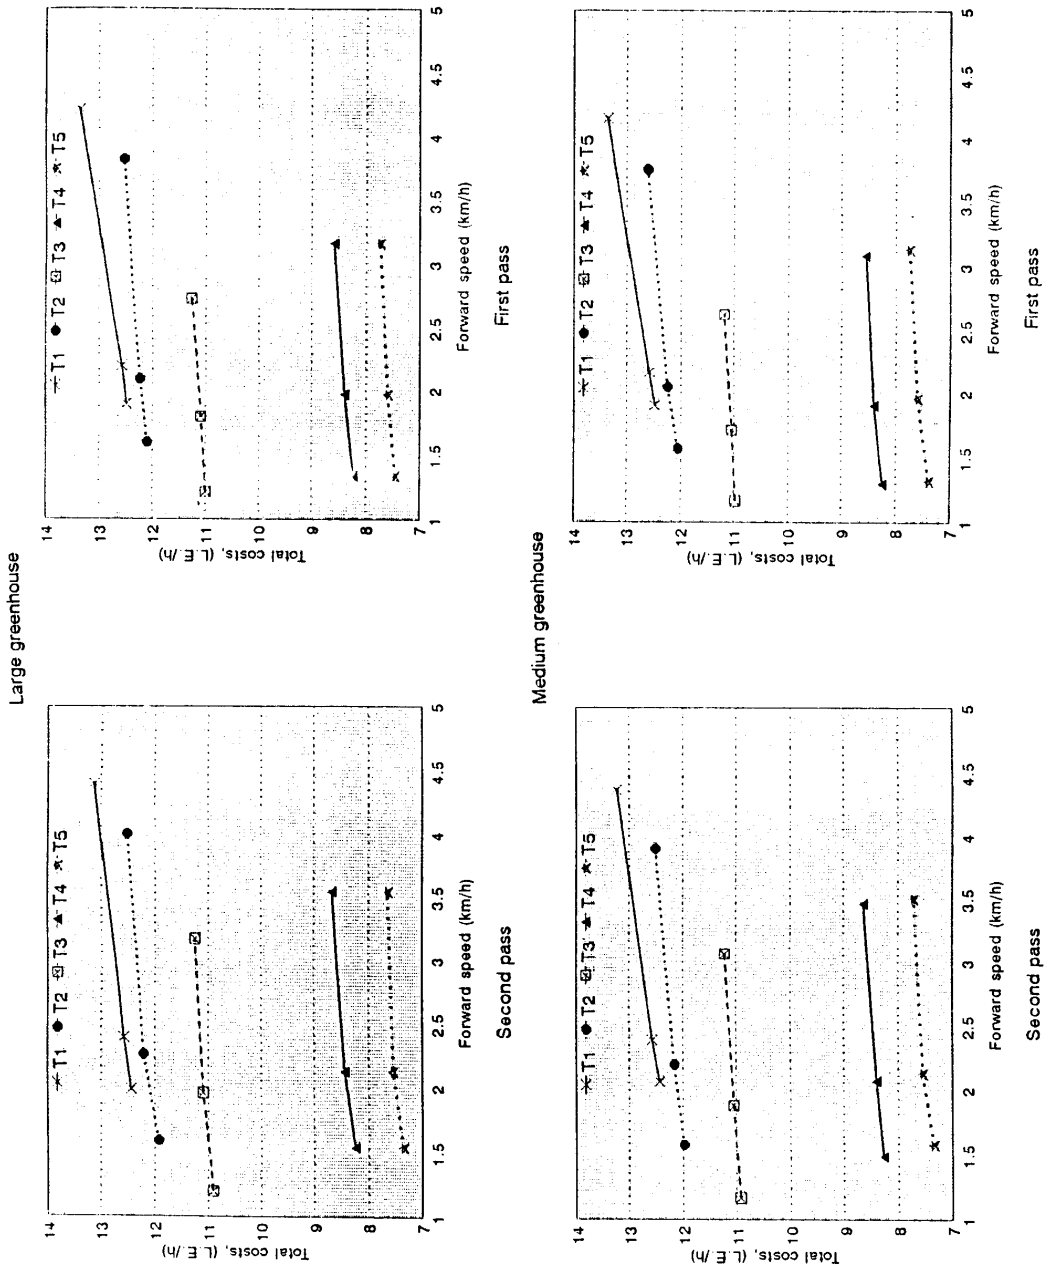 Large greenhouse
T1 T2 T3 T4 T5
14
13
12
11
10
9
8
7
Total costs, (L.E./h)
1 1.5 2 2.5 3 3.5 4 4.5 5
Forward speed (km/h)
Second pass
T1 T2 T3 T4 T5
14
13
12
11
10
9
8
7
Total costs, (L.E./h)
1 1.5 2 2.5 3 3.5 4 4.5 5
Forward speed (km/h)
First pass
Medium greenhouse
T1 T2 T3 T4 T5
14
13
12
11
10
9
8
7
Total costs, (L.E./h)
1 1.5 2 2.5 3 3.5 4 4.5 5
Forward speed (km/h)
Second pass
T1 T2 T3 T4 T5
14
13
12
11
10
9
8
7
Total costs, (L.E./h)
1 1.5 2 2.5 3 3.5 4 4.5 5
Forward speed (km/h)
First pass